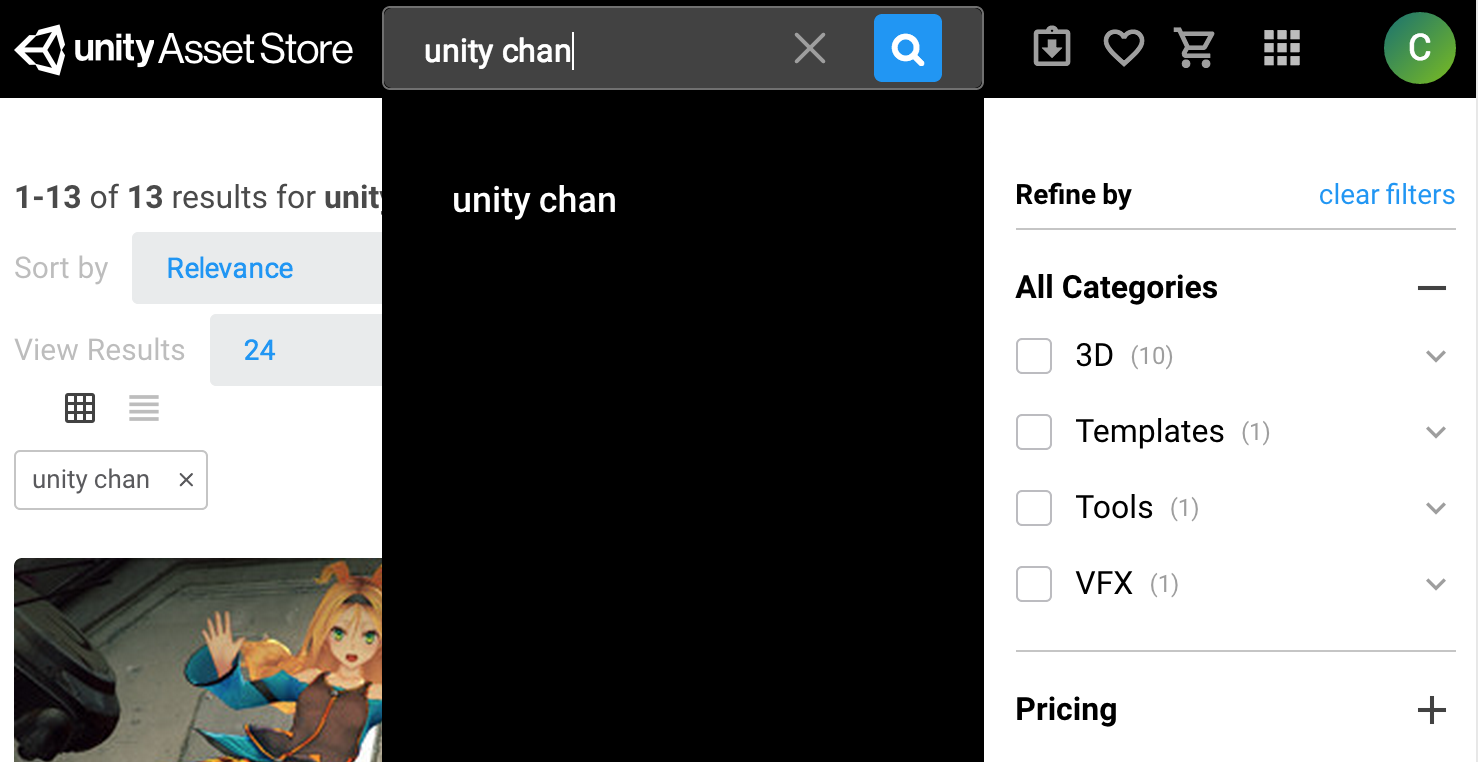 unity Asset Store
unity chan
C
unity chan
1-13 of 13 results for unity
Sort by
Relevance
View Results
24
unity chan
Refine by
clear filters
All Categories
3D (10)
Templates (1)
Tools (1)
VFX (1)
Pricing